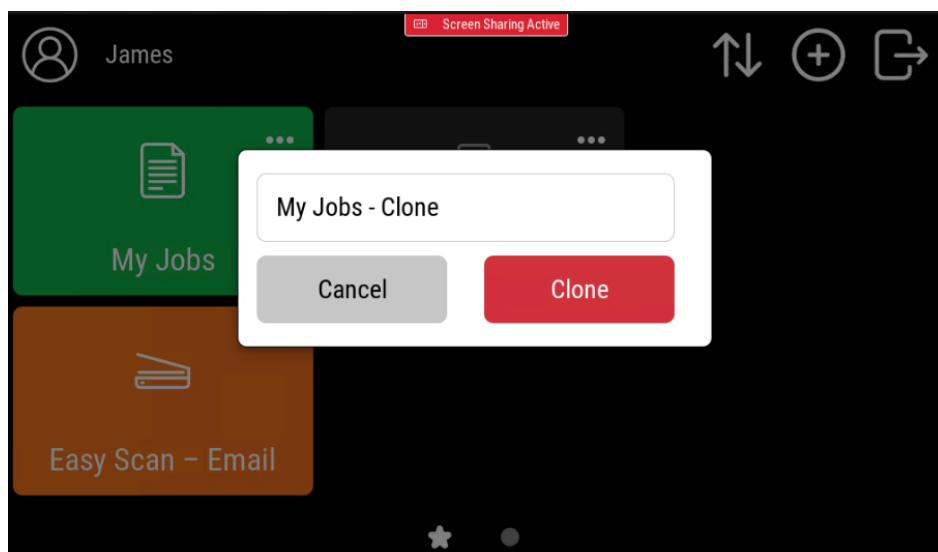 Screen Sharing Active
James
My Jobs - Clone
My Jobs
Cancel
Clone
Easy Scan – Email